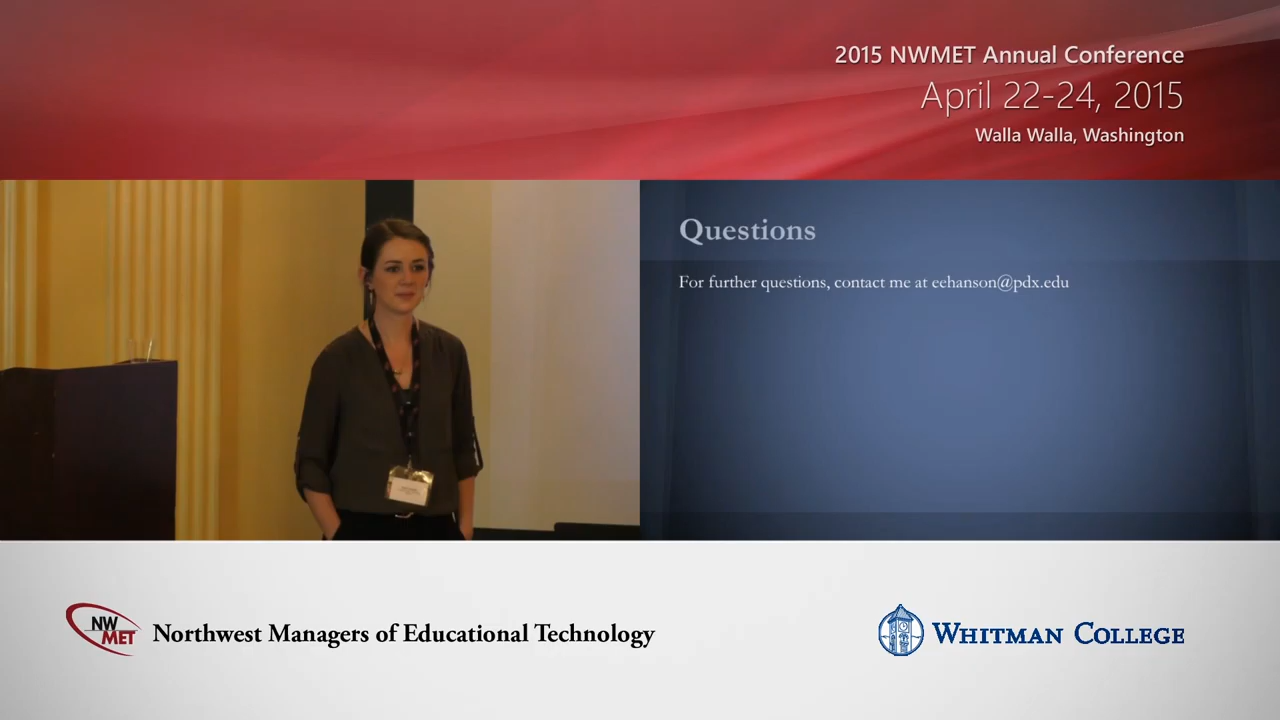 2015 NWMET Annual Conference
April 22-24, 2015
Walla Walla, Washington
Questions
For further questions, contact me at eehanson@pdx.edu
NW
MET
Northwest Managers of Educational Technology
WHITMAN COLLEGE